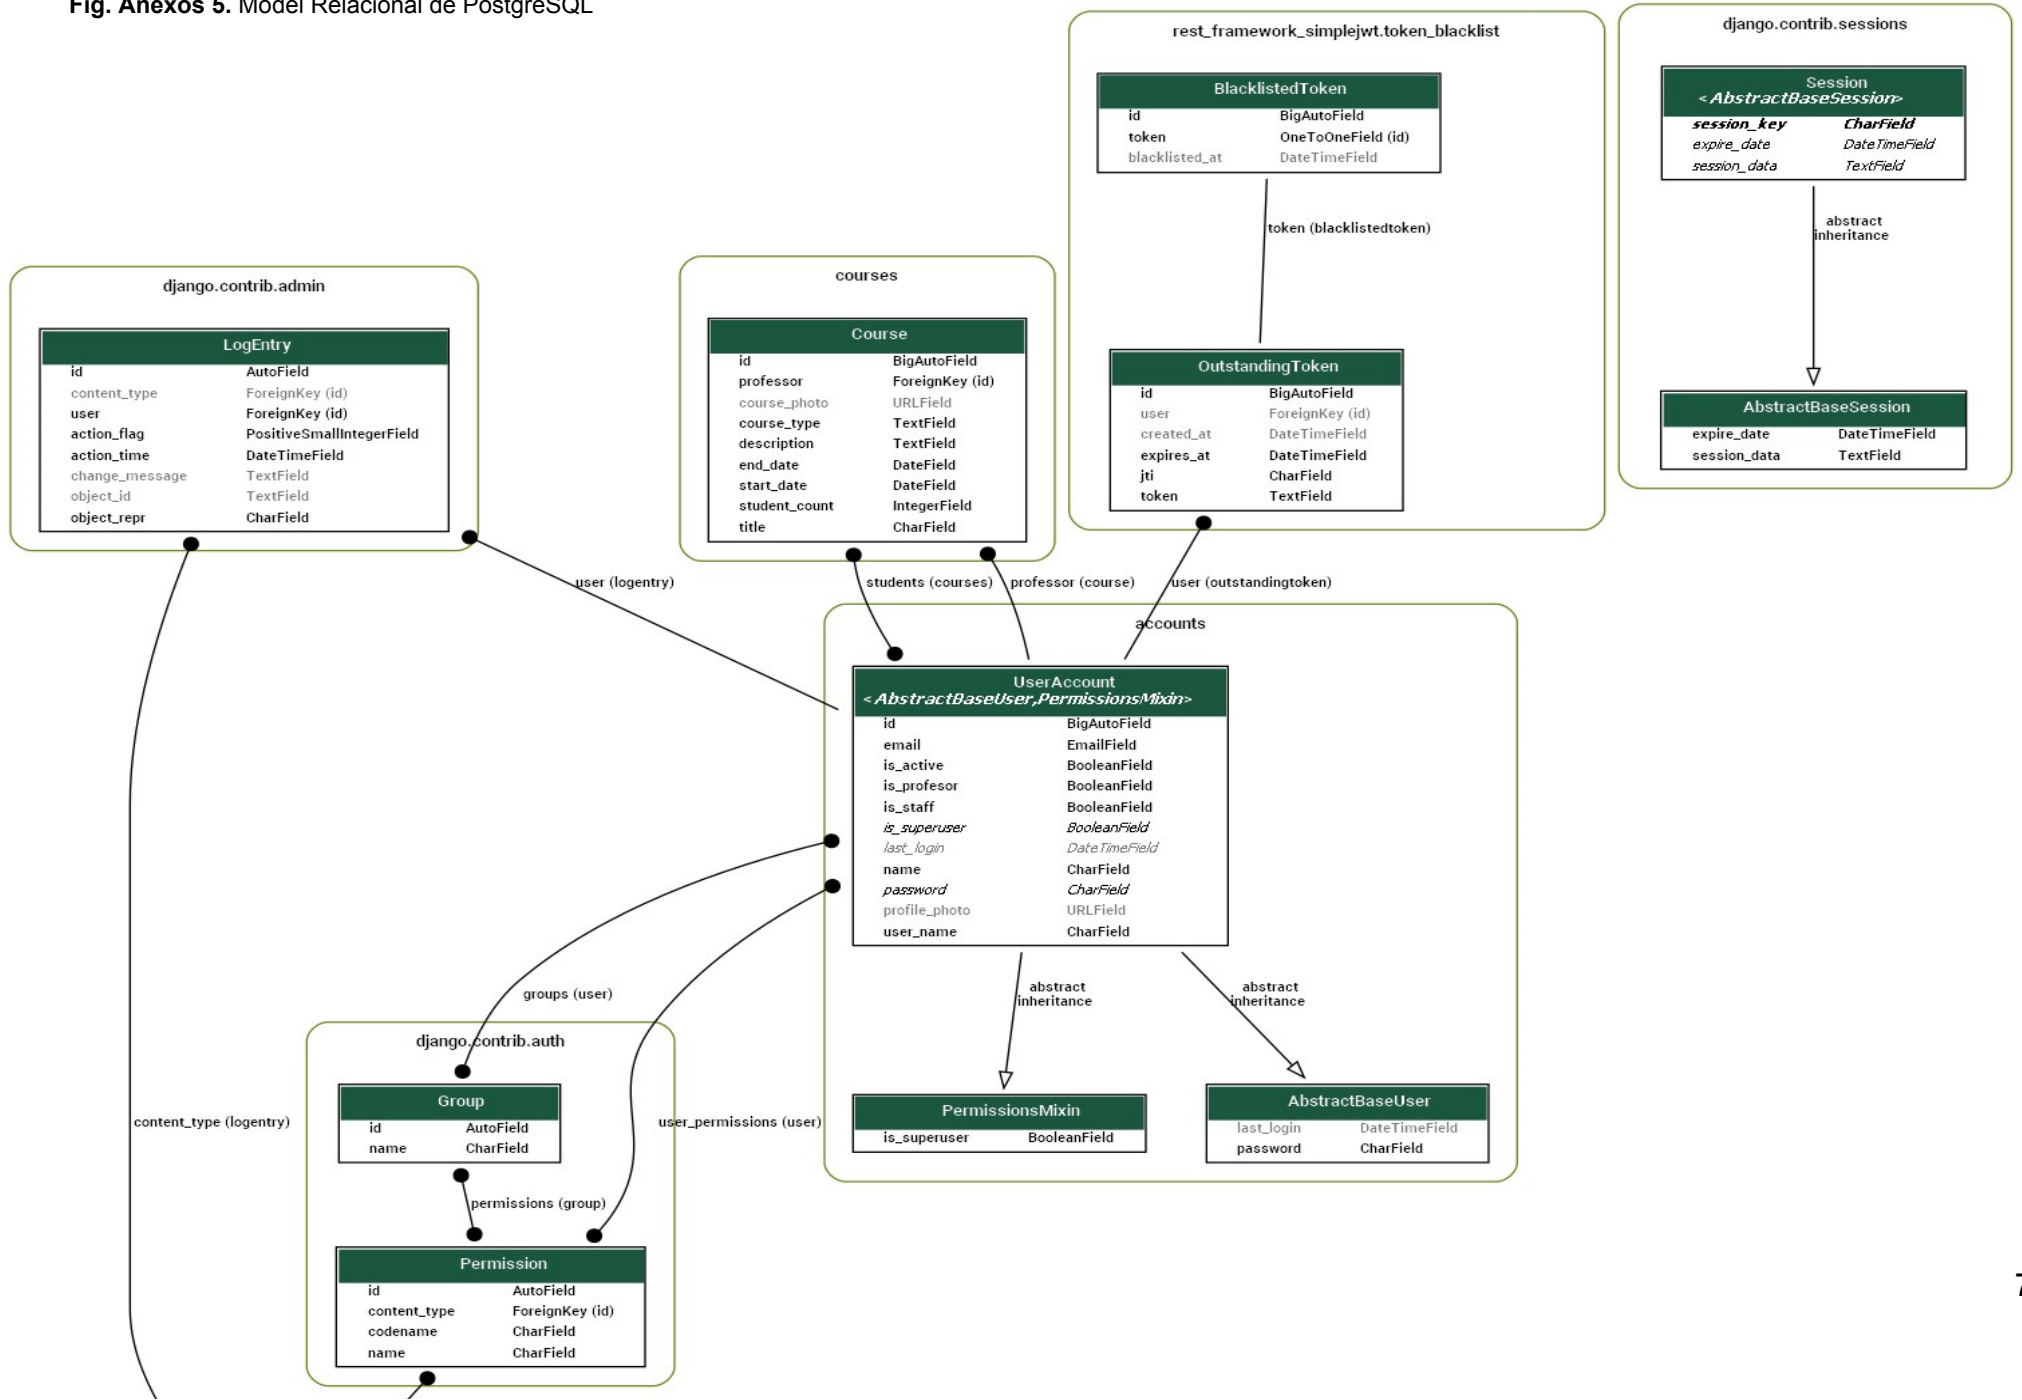 Fig. Anexos 5. Model Relacional de PostgreSQL
rest_framework_simplejwt.token_blacklist
BlacklistedToken
id BigAutoField
token OneToOneField (id)
blacklisted_at DateTimeField
token (blacklistedtoken)
OutstandingToken
id BigAutoField
user ForeignKey (id)
created_at DateTimeField
expires_at DateTimeField
jti CharField
token TextField
django.contrib.sessions
Session
<AbstractBaseSession>
session_key CharField
expire_date DateTimeField
session_data TextField
abstract
inheritance
AbstractBaseSession
expire_date DateTimeField
session_data TextField
django.contrib.admin
LogEntry
id AutoField
content_type ForeignKey (id)
user ForeignKey (id)
action_flag PositiveSmallIntegerField
action_time DateTimeField
change_message TextField
object_id TextField
object_repr CharField
courses
Course
id BigAutoField
professor ForeignKey (id)
course_photo URLField
course_type TextField
description TextField
end_date DateField
start_date DateField
student_count IntegerField
title CharField
user (logentry)
students (courses)
professor (course)
user (outstandingtoken)
accounts
UserAccount
<AbstractBaseUser,PermissionsMixin>
id BigAutoField
email EmailField
is_active BooleanField
is_profesor BooleanField
is_staff BooleanField
is_superuser BooleanField
last_login DateTimeField
name CharField
password CharField
profile_photo URLField
user_name CharField
abstract
inheritance
abstract
inheritance
PermissionsMixin
is_superuser BooleanField
AbstractBaseUser
last_login DateTimeField
password CharField
groups (user)
django.contrib.auth
Group
id AutoField
name CharField
content_type (logentry)
user_permissions (user)
permissions (group)
Permission
id AutoField
content_type ForeignKey (id)
codename CharField
name CharField